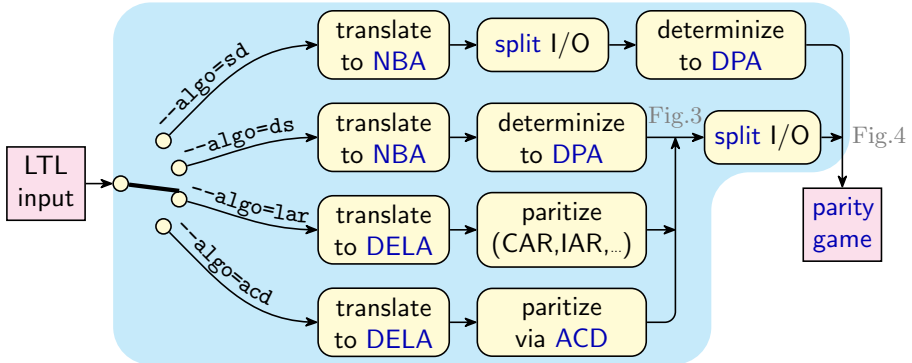 LTL
input
--algo=sd
translate
to NBA
split I/O
determinize
to DPA
--algo=ds
translate
to NBA
determinize
to DPA
Fig.3
split I/O
Fig.4
--algo=lar
translate
to DELA
paritize
(CAR,IAR,...)
--algo=acd
translate
to DELA
paritize
via ACD
parity
game